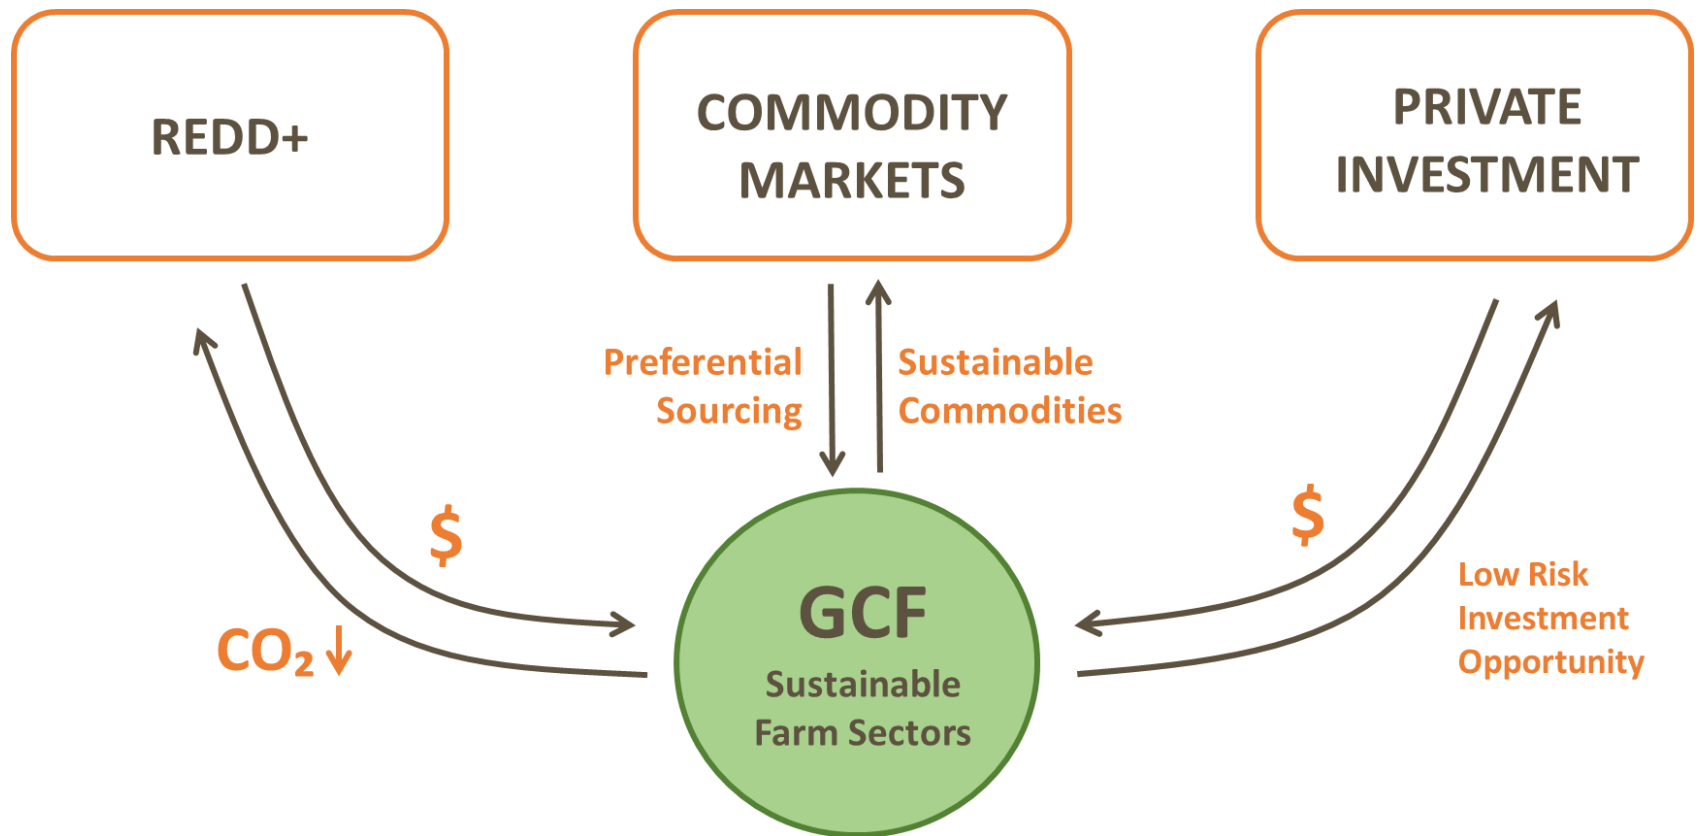 REDD+
COMMODITY
MARKETS
PRIVATE
INVESTMENT
Preferential
Sourcing
Sustainable
Commodities
$
$
CO₂
Low Risk
Investment
Opportunity
GCF
Sustainable
Farm Sectors